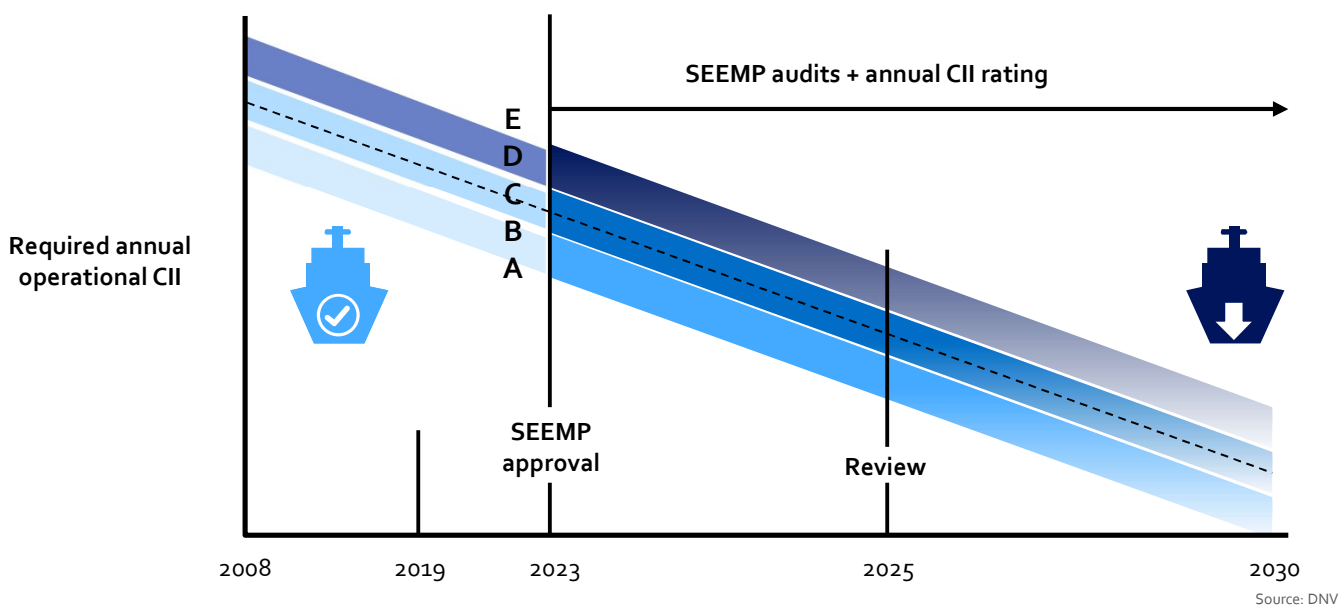 SEEMP audits + annual CII rating
E
D
C
B
A
Required annual
operational CII
SEEMP
approval
Review
2008
2019
2023
2025
2030
Source: DNV